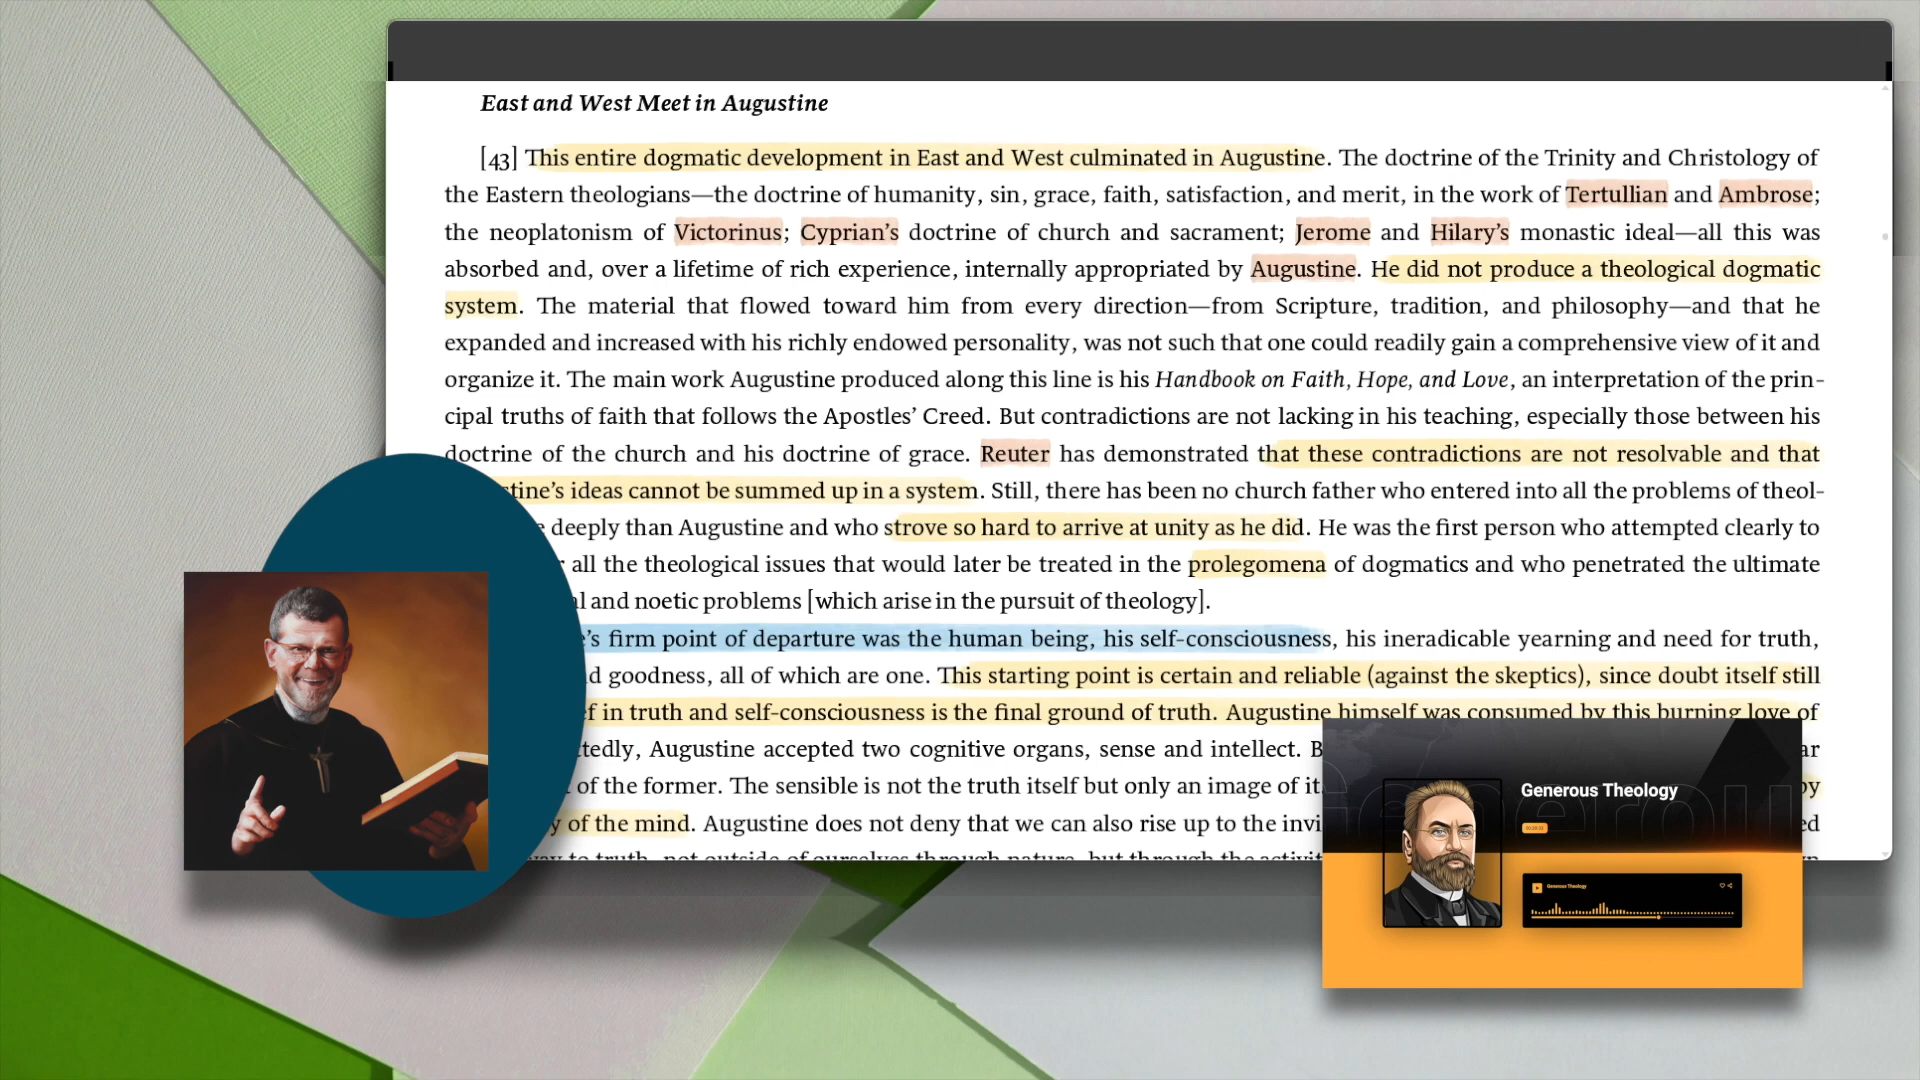 East and West Meet in Augustine
[43] This entire dogmatic development in East and West culminated in Augustine. The doctrine of the Trinity and Christology of
the Eastern theologians—the doctrine of humanity, sin, grace, faith, satisfaction, and merit, in the work of Tertullian and Ambrose;
the neoplatonism of Victorinus; Cyprian’s doctrine of church and sacrament; Jerome and Hilary’s monastic ideal—all this was
absorbed and, over a lifetime of rich experience, internally appropriated by Augustine. He did not produce a theological dogmatic
system. The material that flowed toward him from every direction—from Scripture, tradition, and philosophy—and that he
expanded and increased with his richly endowed personality, was not such that one could readily gain a comprehensive view of it and
organize it. The main work Augustine produced along this line is his Handbook on Faith, Hope, and Love, an interpretation of the prin-
cipal truths of faith that follows the Apostles’ Creed. But contradictions are not lacking in his teaching, especially those between his
doctrine of the church and his doctrine of grace. Reuter has demonstrated that these contradictions are not resolvable and that
tine’s ideas cannot be summed up in a system. Still, there has been no church father who entered into all the problems of theol-
deeply than Augustine and who strove so hard to arrive at unity as he did. He was the first person who attempted clearly to
all the theological issues that would later be treated in the prolegomena of dogmatics and who penetrated the ultimate
and noetic problems [which arise in the pursuit of theology].
’s firm point of departure was the human being, his self-consciousness, his ineradicable yearning and need for truth,
goodness, all of which are one. This starting point is certain and reliable (against the skeptics), since doubt itself still
in truth and self-consciousness is the final ground of truth. Augustine himself was consumed by this burning love of
tedly, Augustine accepted two cognitive organs, sense and intellect. B ar
of the former. The sensible is not the truth itself but only an image of it. by
y of the mind. Augustine does not deny that we can also rise up to the invi ed
way to truth, not outside of ourselves through nature, but through the activit
Generous Theology
Generous Theology